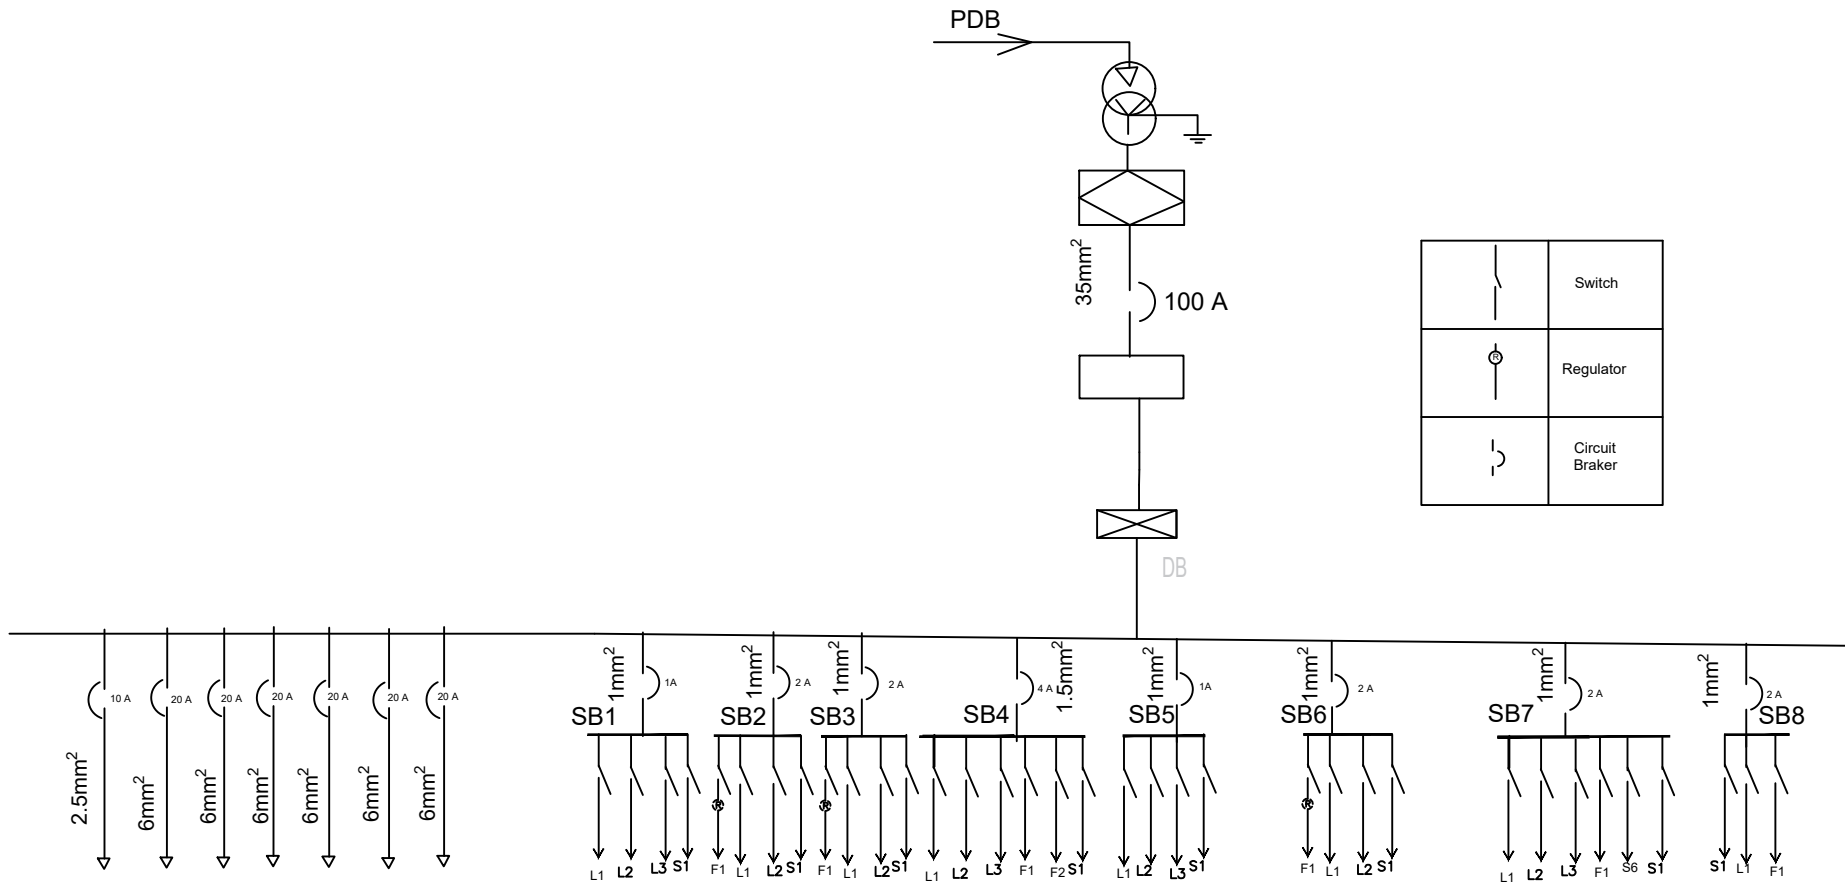 PDB
35mm²
100 A
Switch
R
Regulator
Circuit
Braker
DB
10 A
20 A
20 A
20 A
20 A
20 A
20 A
2.5mm²
6mm²
6mm²
6mm²
6mm²
6mm²
6mm²
1mm²
1A
1mm²
2 A
1mm²
2 A
4 A
1.5mm²
1mm²
1A
1mm²
2 A
1mm²
2 A
1mm²
2 A
SB1
SB2
SB3
SB4
SB5
SB6
SB7
SB8
R
R
R
L1 L2 L3 S1
F1 L1 L2 S1
F1 L1 L2 S1
L1 L2 L3 F1 F2 S1
L1 L2 L3 S1
F1 L1 L2 S1
L1 L2 L3 F1 S6 S1
S1 L1 F1